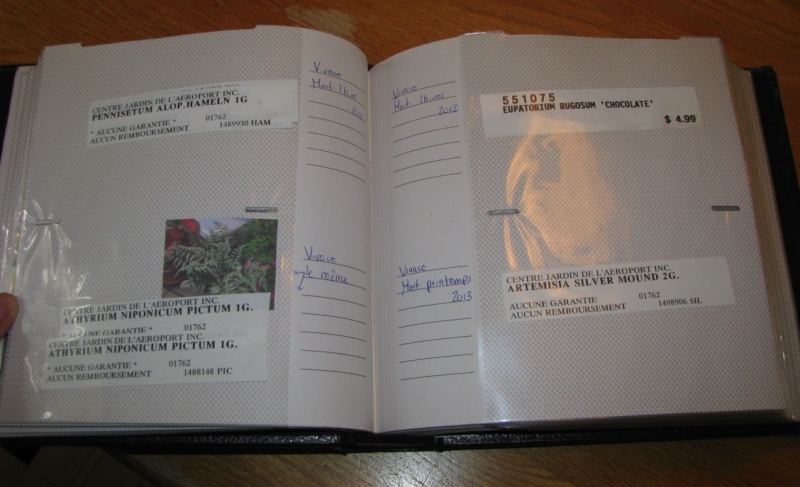 CENTRE JARDIN DE L'AEROPORT INC.
PENNISETUM ALOP.HAMELN 1G
* AUCUNE GARANTIE * 01762
AUCUN REMBOURSEMENT 1489930 HAM
Vivace
Mort hiver
CENTRE JARDIN DE L'AEROPORT INC.
ATHYRIUM NIPONICUM PICTUM 1G.
* AUCUNE GARANTIE * 01762
CENTRE JARDIN DE L'AEROPORT INC.
ATHYRIUM NIPONICUM PICTUM 1G.
* AUCUNE GARANTIE * 01762
AUCUN REMBOURSEMENT 1488148 PIC
Vivace
le même
Vivace
Mort hiver
2012
551075
EUPATORIUM RUGOSUM 'CHOCOLATE'
$ 4.99
Vivace
Mort printemps
2013
CENTRE JARDIN DE L'AEROPORT INC.
ARTEMISIA SILVER MOUND 2G.
AUCUNE GARANTIE 01762
AUCUN REMBOURSEMENT 1498906 SIL